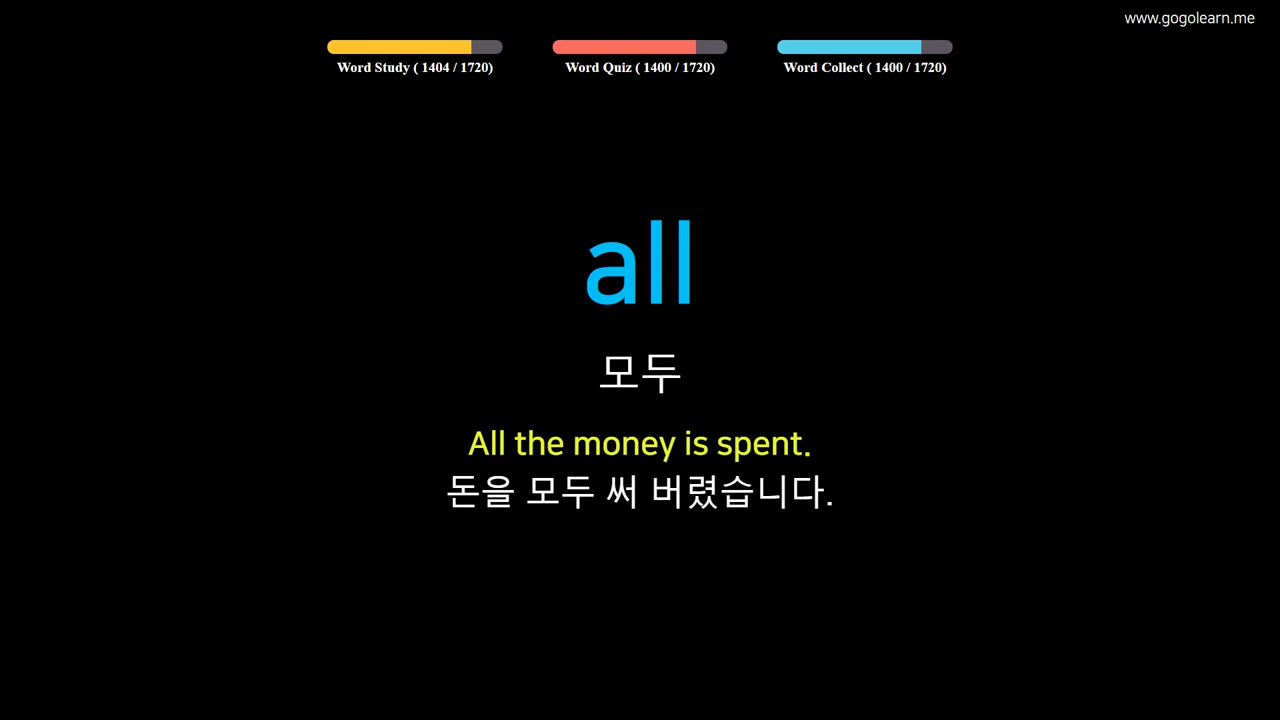 www.gogolearn.me
Word Study ( 1404 / 1720)
Word Quiz ( 1400 / 1720)
Word Collect ( 1400 / 1720)
all
모두
All the money is spent.
돈을 모두 써 버렸습니다.